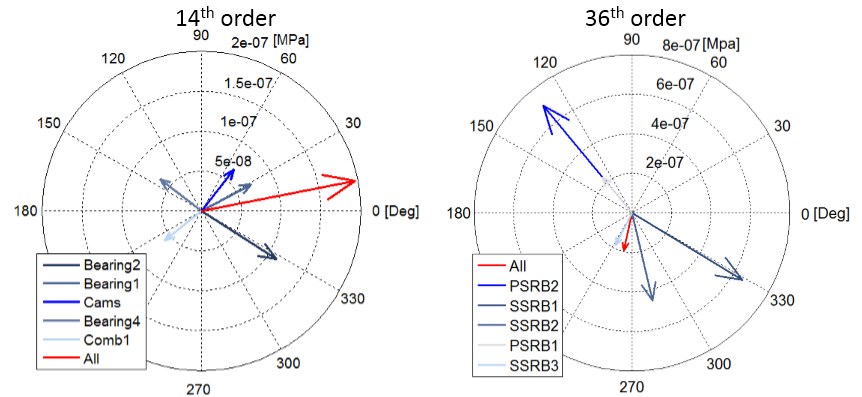 14th order
90
2e-07 [MPa]
120
60
1.5e-07
1e-07
150
30
5e-08
180
0 [Deg]
330
300
270
Bearing2
Bearing1
Cams
Bearing4
Comb1
All
36th order
90
8e-07 [Mpa]
120
60
6e-07
4e-07
150
30
2e-07
180
0 [Deg]
330
300
270
All
PSRB2
SSRB1
SSRB2
PSRB1
SSRB3